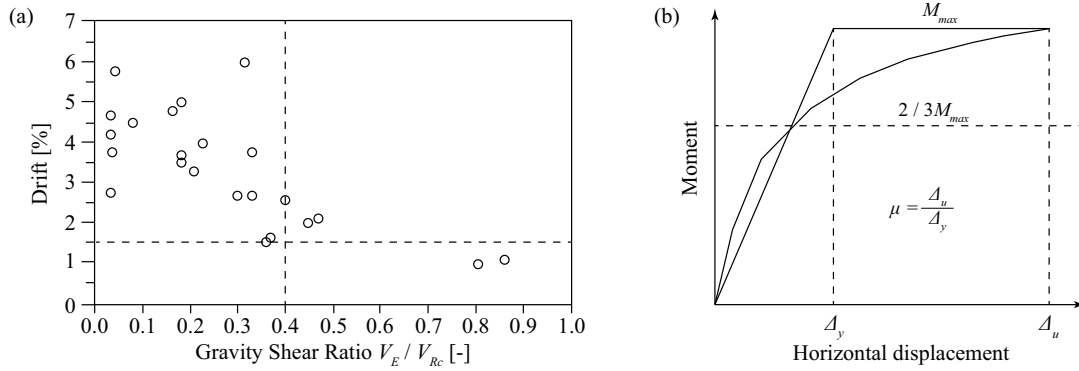 (a)
7
6
5
4
3
2
1
0
Drift [%]
0.0 0.1 0.2 0.3 0.4 0.5 0.6 0.7 0.8 0.9 1.0
Gravity Shear Ratio V_E / V_Rc [-]
(b)
M_max
2 / 3M_max
Moment
μ = Δ_u / Δ_y
Δ_y Δ_u
Horizontal displacement